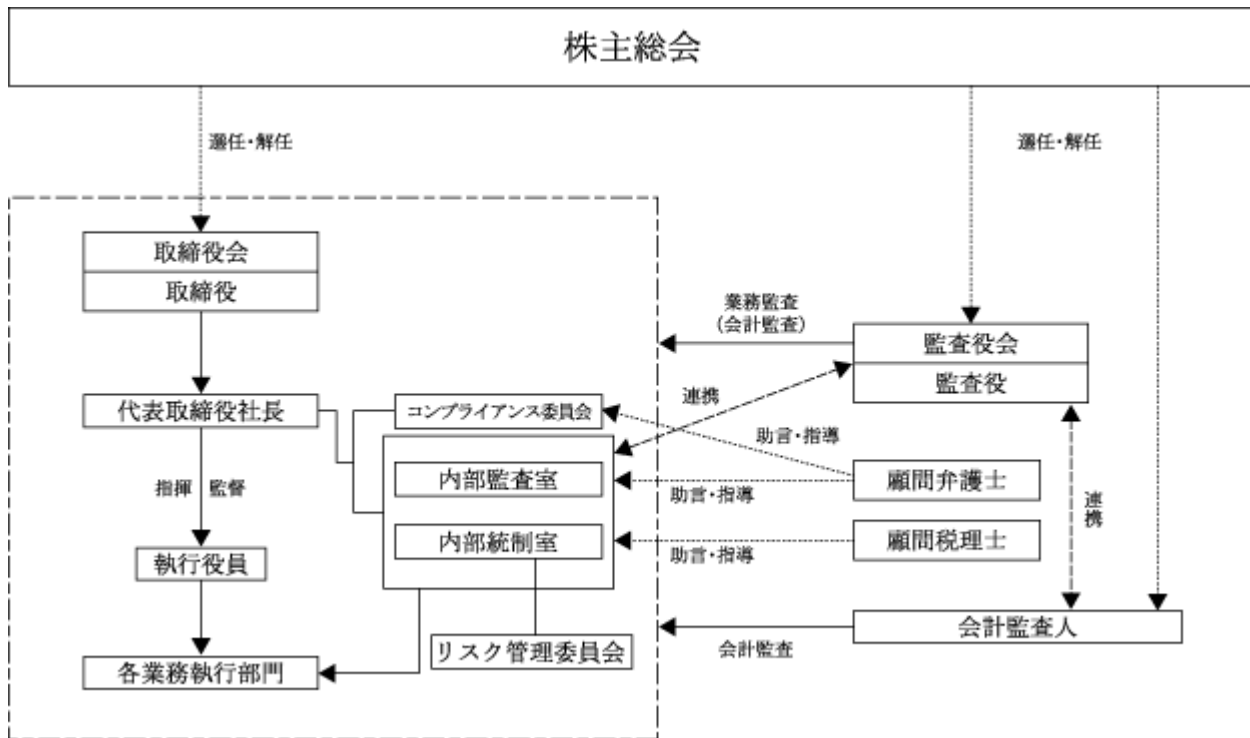 株主総会
選任・解任
選任・解任
取締役会
取締役
業務監査
(会計監査)
監査役会
監査役
連携
代表取締役社長
コンプライアンス委員会
助言・指導
内部監査室
顧問弁護士
指揮 監督
助言・指導
連携
内部統制室
顧問税理士
執行役員
助言・指導
会計監査人
リスク管理委員会
会計監査
各業務執行部門